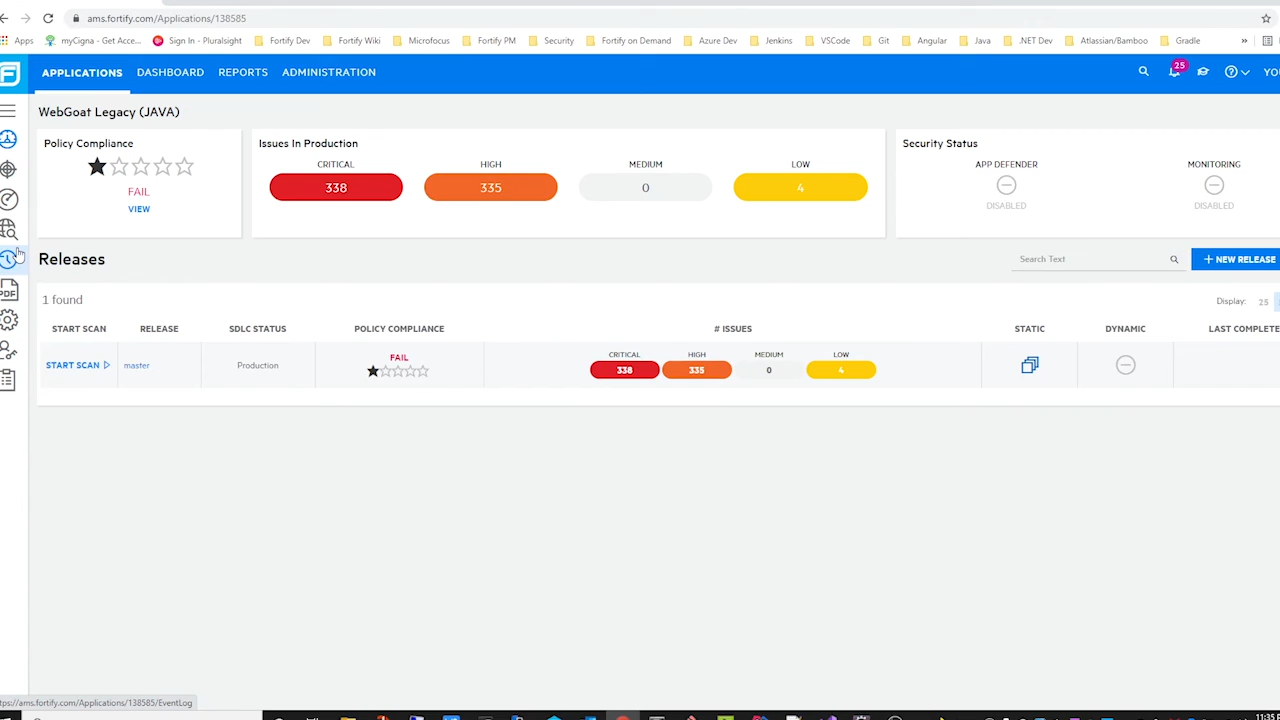 ams.fortify.com/Applications/138585
Apps myCigna - Get Acce... Sign In - Pluralsight Fortify Dev Fortify Wiki Microfocus Fortify PM Security Fortify on Demand Azure Dev Jenkins VSCode Git Angular Java .NET Dev Atlassian/Bamboo Gradle »
F APPLICATIONS DASHBOARD REPORTS ADMINISTRATION 25 YOU
WebGoat Legacy (JAVA)
Policy Compliance Issues In Production Security Status
CRITICAL HIGH MEDIUM LOW APP DEFENDER MONITORING
338 335 0 4
FAIL
DISABLED DISABLED
VIEW
Releases Search Text + NEW RELEASE
PDF
1 found Display: 25
START SCAN RELEASE SDLC STATUS POLICY COMPLIANCE # ISSUES STATIC DYNAMIC LAST COMPLETE
FAIL CRITICAL HIGH MEDIUM LOW
START SCAN master Production
338 335 0 4
tps://ams.fortify.com/Applications/138585/EventLog